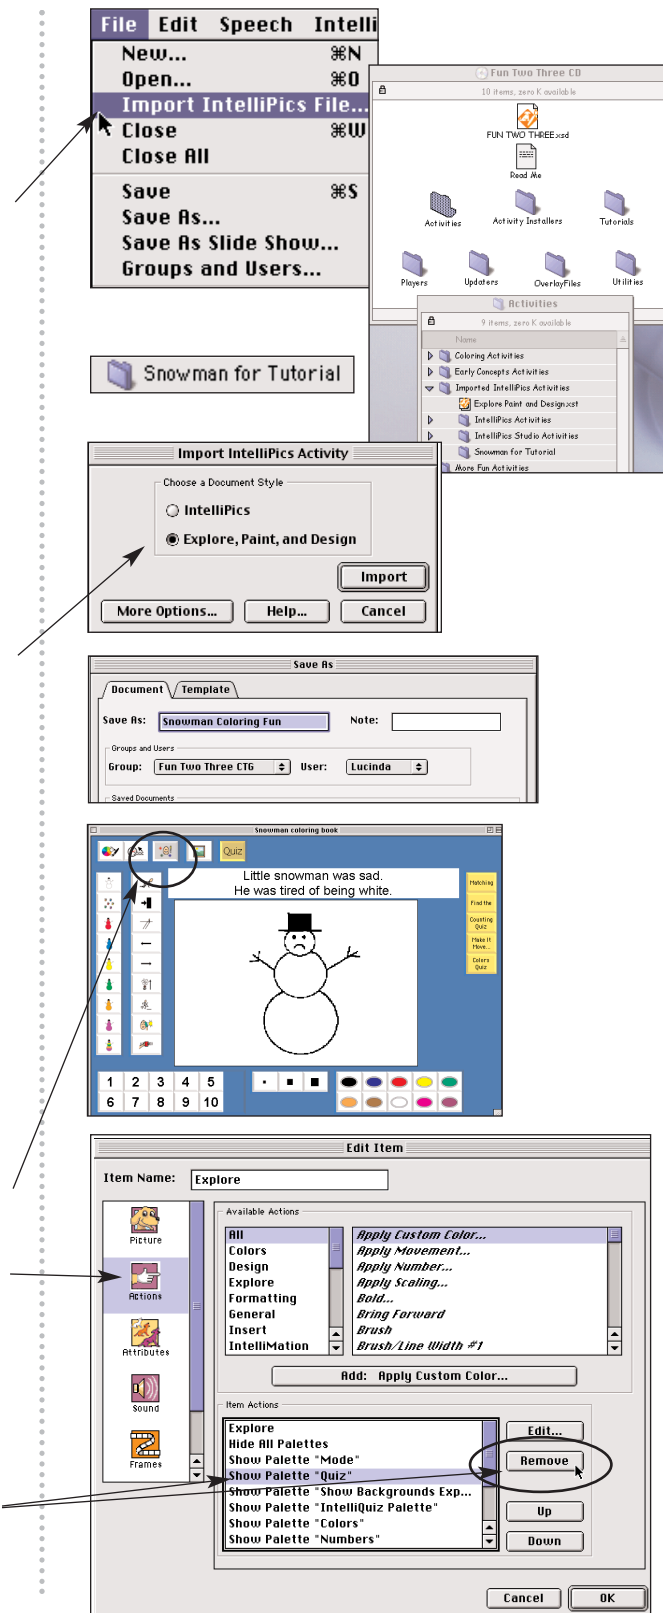 File Edit Speech Intelli
New... ⌘N
Open... ⌘O
Import IntelliPics File...
Close ⌘W
Close All
Save ⌘S
Save As...
Save As Slide Show...
Groups and Users...
Fun Two Three CD
10 items, zero K available
FUN TWO THREE.xsd
Read Me
Activities
Activity Installers
Tutorials
Players
Updaters
OverlayFiles
Utilities
Activities
9 items, zero K available
Name
Coloring Activities
Early Concepts Activities
Imported IntelliPics Activities
Explore Paint and Design.xst
IntelliPics Activities
IntelliPics Studio Activities
Snowman for Tutorial
More Fun Activities
Snowman for Tutorial
Import IntelliPics Activity
Choose a Document Style
IntelliPics
Explore, Paint, and Design
Import
More Options... Help... Cancel
Save As
Document Template
Save As: Snowman Coloring Fun Note:
Groups and Users
Group: Fun Two Three CTG User: Lucinda
Saved Documents
Snowman coloring book
Quiz
Little snowman was sad.
He was tired of being white.
Matching
Find the
Counting
Quiz
Make It
Move...
Colors
Quiz
1 2 3 4 5
6 7 8 9 10
Edit Item
Item Name: Explore
Picture
Actions
Attributes
Sound
Frames
Available Actions
All
Colors
Design
Explore
Formatting
General
Insert
IntelliMation
Apply Custom Color...
Apply Movement...
Apply Number...
Apply Scaling...
Bold...
Bring Forward
Brush
Brush/Line Width #1
Add: Apply Custom Color...
Item Actions
Explore
Hide All Palettes
Show Palette "Mode"
Show Palette "Quiz"
Show Palette "Show Backgrounds Exp...
Show Palette "IntelliQuiz Palette"
Show Palette "Colors"
Show Palette "Numbers"
Edit...
Remove
Up
Down
Cancel OK